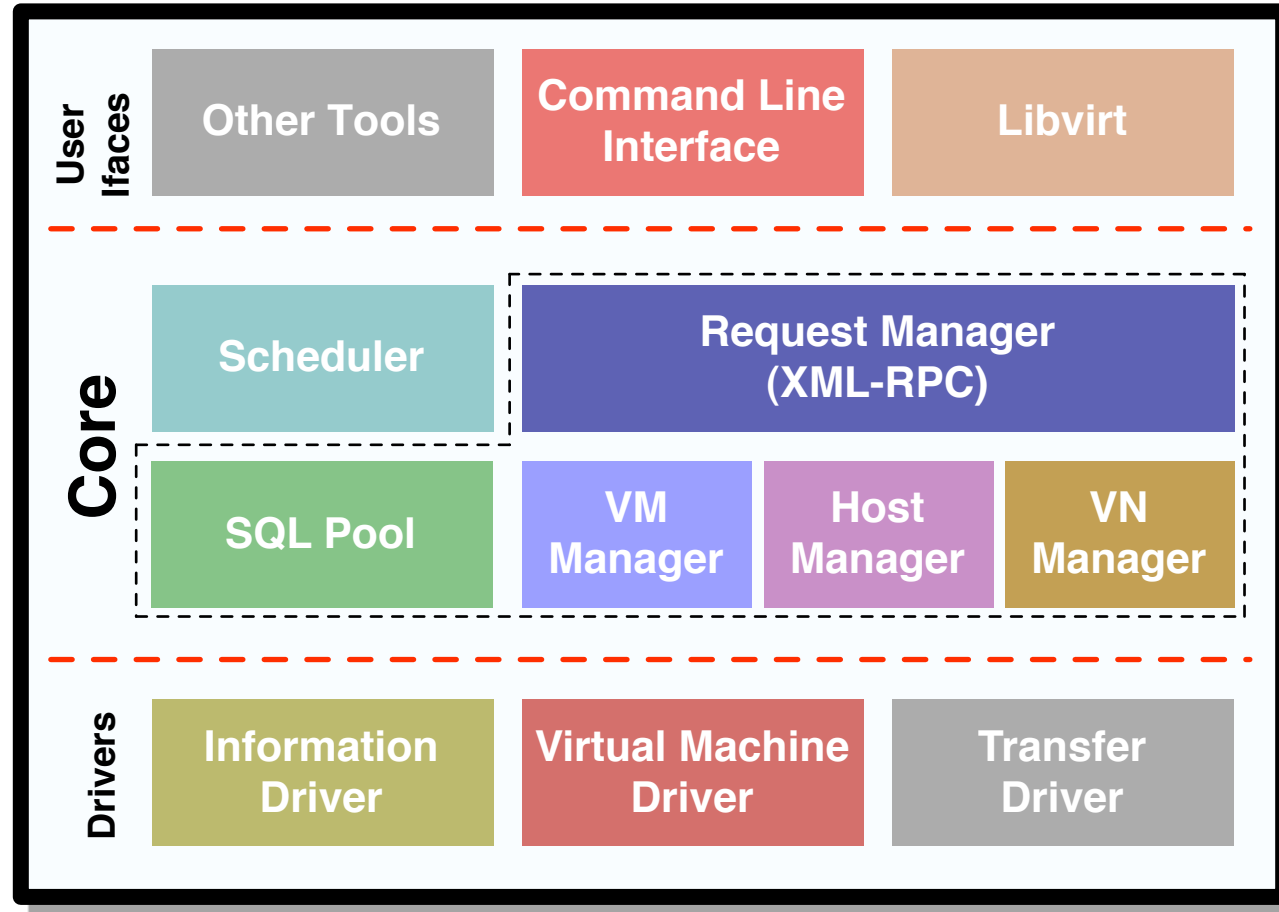 User
Ifaces
Other Tools
Command Line
Interface
Libvirt
Core
Scheduler
Request Manager
(XML-RPC)
SQL Pool
VM
Manager
Host
Manager
VN
Manager
Drivers
Information
Driver
Virtual Machine
Driver
Transfer
Driver